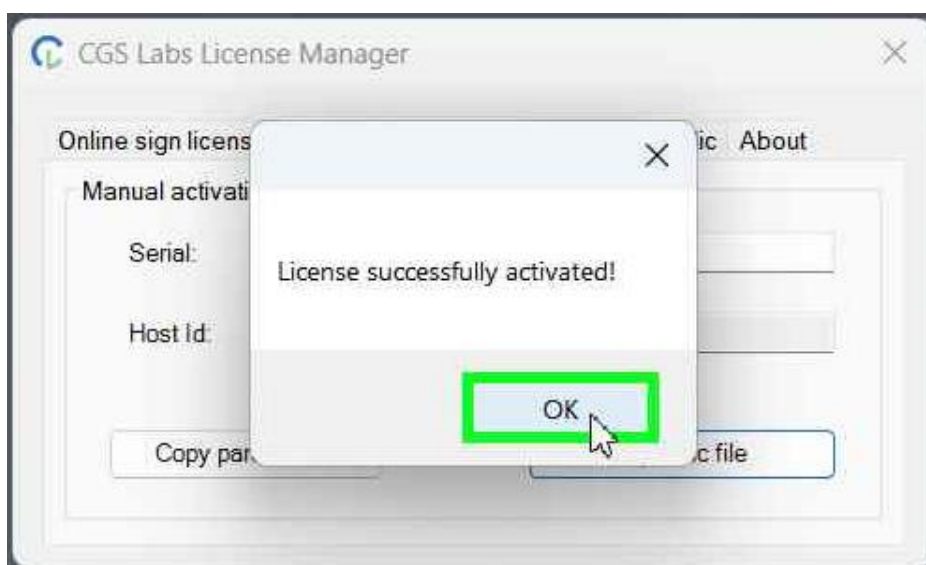 CGS Labs License Manager
Online sign licens ic About
Manual activati
Serial:
License successfully activated!
Host Id:
OK
Copy par c file